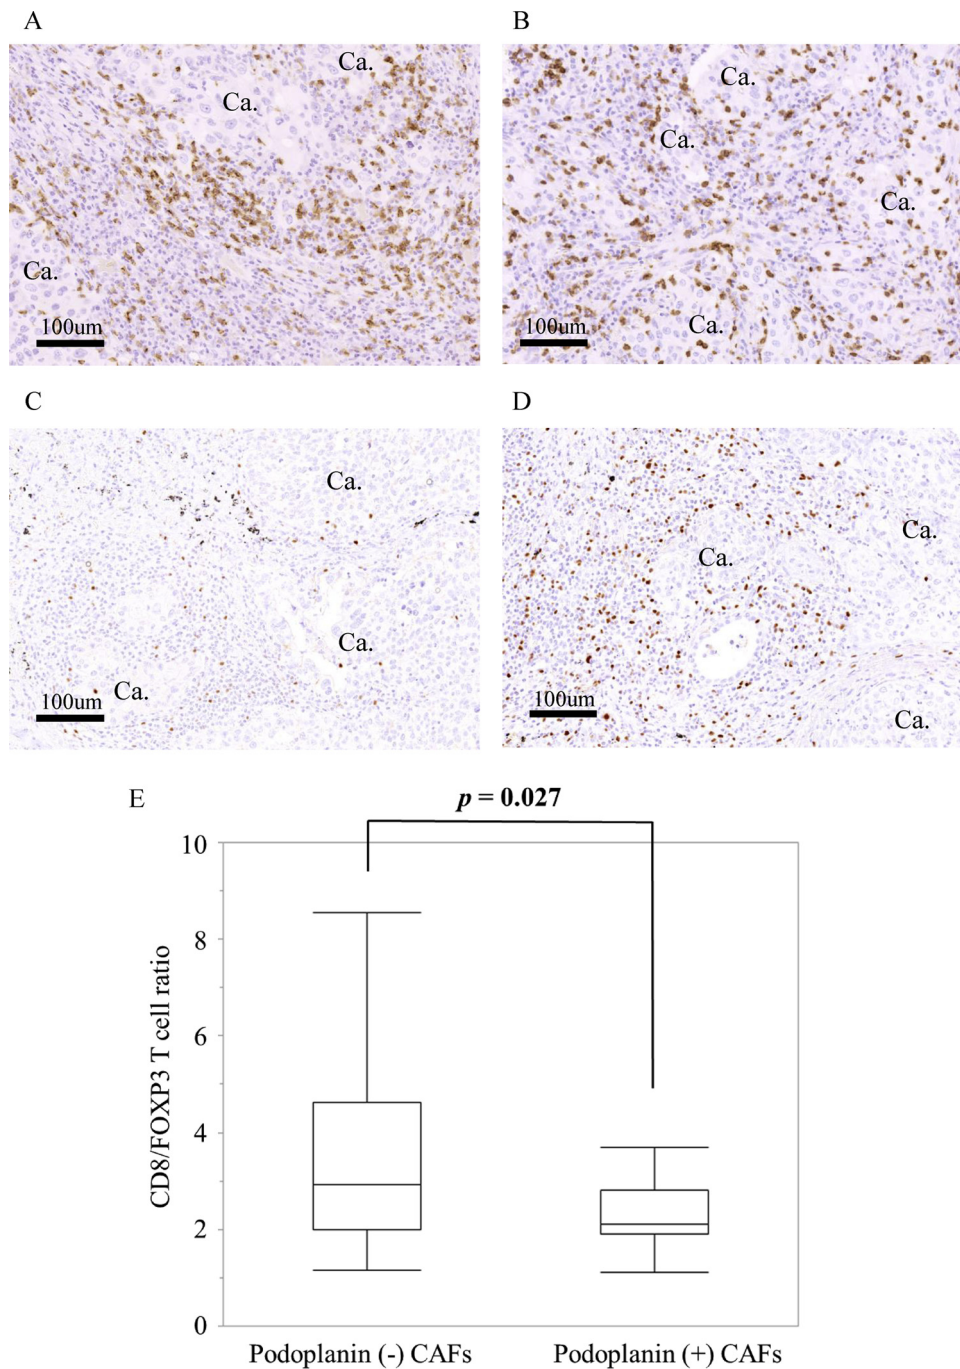 A
B
Ca.
Ca.
Ca.
100um
Ca.
Ca.
Ca.
Ca.
100um
C
D
Ca.
Ca.
Ca.
100um
Ca.
Ca.
Ca.
100um
E
p = 0.027
10
8
6
4
2
0
CD8/FOXP3 T cell ratio
Podoplanin (-) CAFs
Podoplanin (+) CAFs